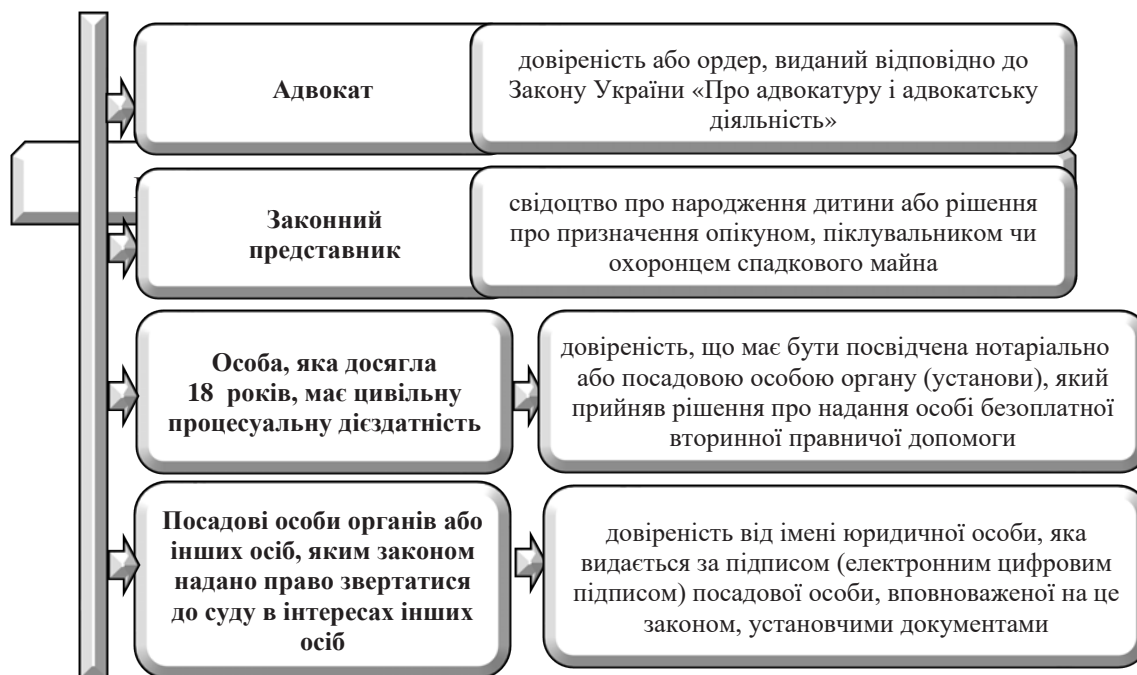 Адвокат
довіреність або ордер, виданий відповідно до
Закону України «Про адвокатуру і адвокатську
діяльність»
Законний
представник
свідоцтво про народження дитини або рішення
про призначення опікуном, піклувальником чи
охоронцем спадкового майна
Особа, яка досягла
18 років, має цивільну
процесуальну дієздатність
довіреність, що має бути посвідчена нотаріально
або посадовою особою органу (установи), який
прийняв рішення про надання особі безоплатної
вторинної правничої допомоги
Посадові особи органів або
інших осіб, яким законом
надано право звертатися
до суду в інтересах інших
осіб
довіреність від імені юридичної особи, яка
видається за підписом (електронним цифровим
підписом) посадової особи, вповноваженої на це
законом, установчими документами